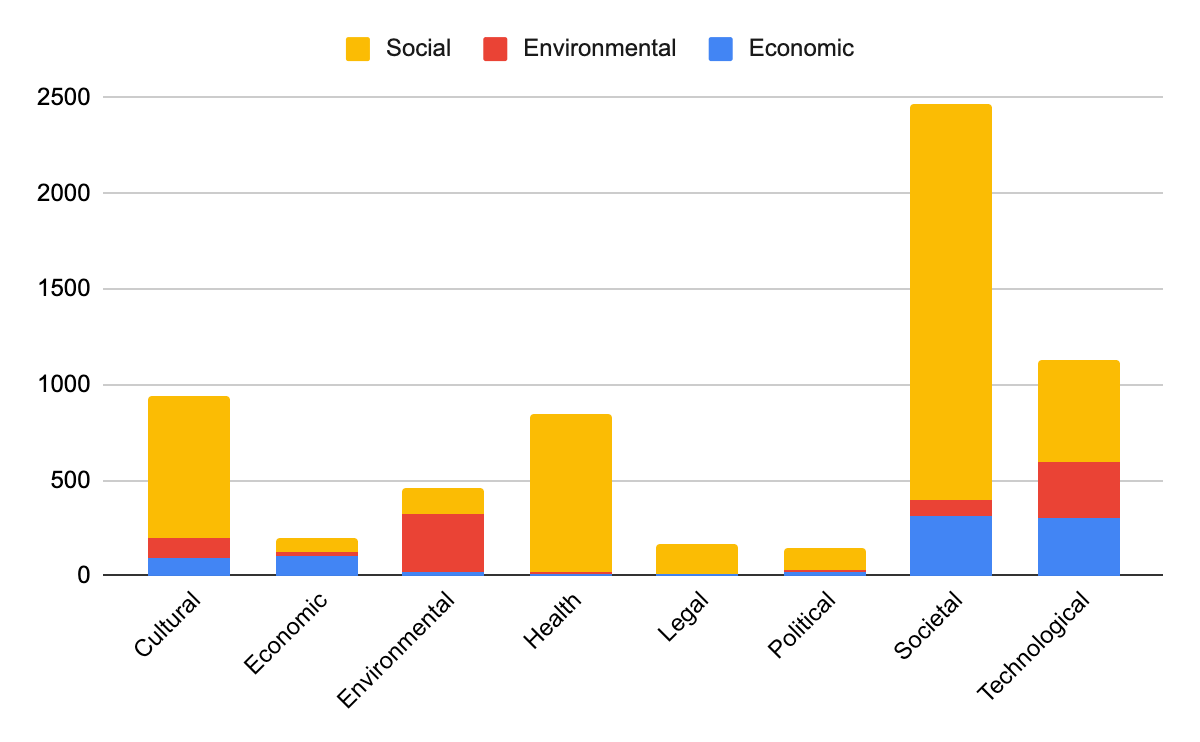 Social Environmental Economic
2500
2000
1500
1000
500
0
Cultural
Economic
Environmental
Health
Legal
Political
Societal
Technological